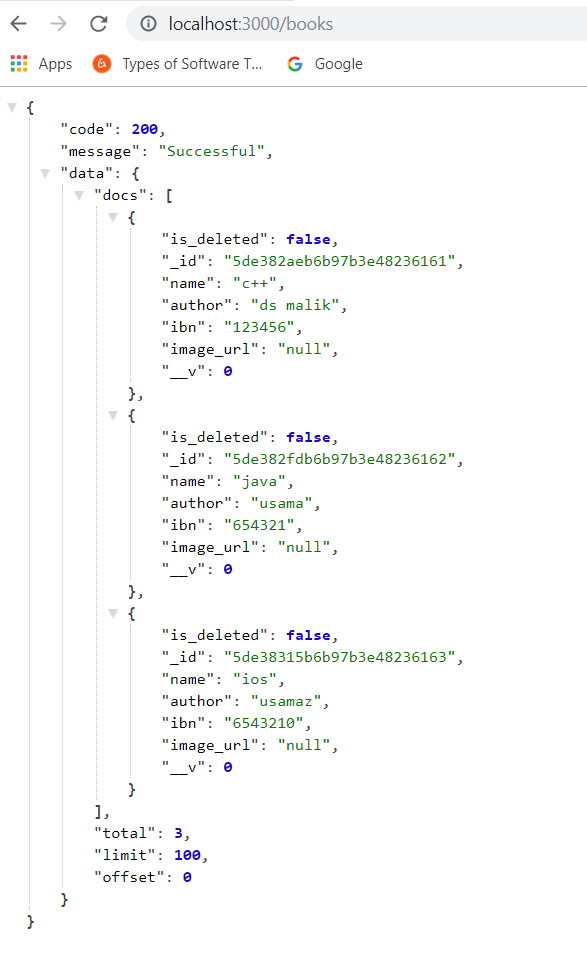 localhost:3000/books
Apps Types of Software T... Google
{
"code": 200,
"message": "Successful",
"data": {
"docs": [
{
"is_deleted": false,
"_id": "5de382aeb6b97b3e48236161",
"name": "c++",
"author": "ds malik",
"ibn": "123456",
"image_url": "null",
"__v": 0
},
{
"is_deleted": false,
"_id": "5de382fdb6b97b3e48236162",
"name": "java",
"author": "usama",
"ibn": "654321",
"image_url": "null",
"__v": 0
},
{
"is_deleted": false,
"_id": "5de38315b6b97b3e48236163",
"name": "ios",
"author": "usamaz",
"ibn": "6543210",
"image_url": "null",
"__v": 0
}
],
"total": 3,
"limit": 100,
"offset": 0
}
}